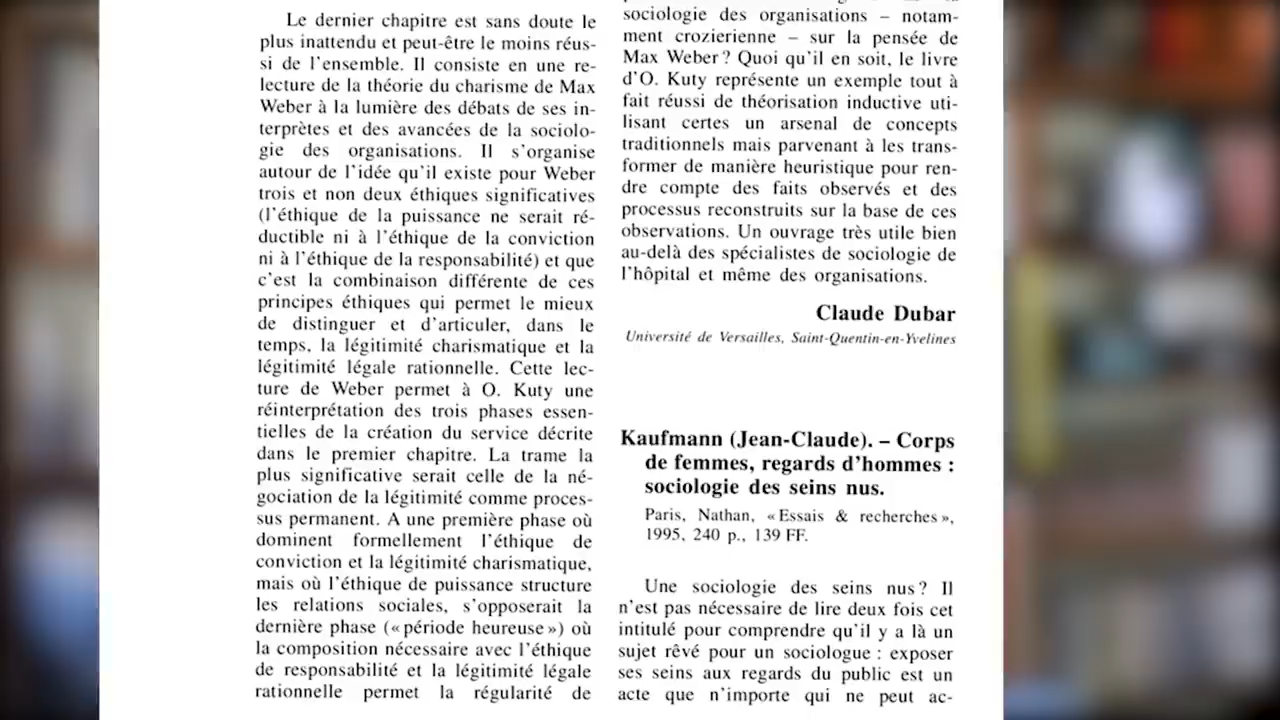 Le dernier chapitre est sans doute le
plus inattendu et peut-être le moins réus-
si de l'ensemble. Il consiste en une re-
lecture de la théorie du charisme de Max
Weber à la lumière des débats de ses in-
terprètes et des avancées de la sociolo-
gie des organisations. Il s'organise
autour de l'idée qu'il existe pour Weber
trois et non deux éthiques significatives
(l'éthique de la puissance ne serait ré-
ductible ni à l'éthique de la conviction
ni à l'éthique de la responsabilité) et que
c'est la combinaison différente de ces
principes éthiques qui permet le mieux
de distinguer et d'articuler, dans le
temps, la légitimité charismatique et la
légitimité légale rationnelle. Cette lec-
ture de Weber permet à O. Kuty une
réinterprétation des trois phases essen-
tielles de la création du service décrite
dans le premier chapitre. La trame la
plus significative serait celle de la né-
gociation de la légitimité comme proces-
sus permanent. A une première phase où
dominent formellement l'éthique de
conviction et la légitimité charismatique,
mais où l'éthique de puissance structure
les relations sociales, s'opposerait la
dernière phase («période heureuse») où
la composition nécessaire avec l'éthique
de responsabilité et la légitimité légale
rationnelle permet la régularité de
sociologie des organisations – notam-
ment crozierienne – sur la pensée de
Max Weber? Quoi qu'il en soit, le livre
d'O. Kuty représente un exemple tout à
fait réussi de théorisation inductive uti-
lisant certes un arsenal de concepts
traditionnels mais parvenant à les trans-
former de manière heuristique pour ren-
dre compte des faits observés et des
processus reconstruits sur la base de ces
observations. Un ouvrage très utile bien
au-delà des spécialistes de sociologie de
l'hôpital et même des organisations.
Claude Dubar
Université de Versailles, Saint-Quentin-en-Yvelines
Kaufmann (Jean-Claude). – Corps
de femmes, regards d'hommes :
sociologie des seins nus.
Paris, Nathan, «Essais & recherches»,
1995, 240 p., 139 FF.
Une sociologie des seins nus? Il
n'est pas nécessaire de lire deux fois cet
intitulé pour comprendre qu'il y a là un
sujet rêvé pour un sociologue : exposer
ses seins aux regards du public est un
acte que n'importe qui ne peut ac-